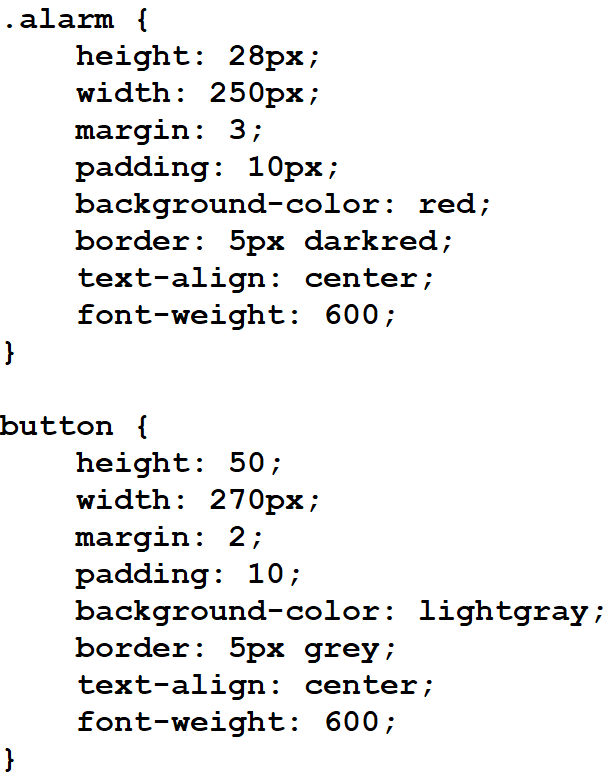 .alarm {
    height: 28px;
    width: 250px;
    margin: 3;
    padding: 10px;
    background-color: red;
    border: 5px darkred;
    text-align: center;
    font-weight: 600;
}

button {
    height: 50;
    width: 270px;
    margin: 2;
    padding: 10;
    background-color: lightgray;
    border: 5px grey;
    text-align: center;
    font-weight: 600;
}